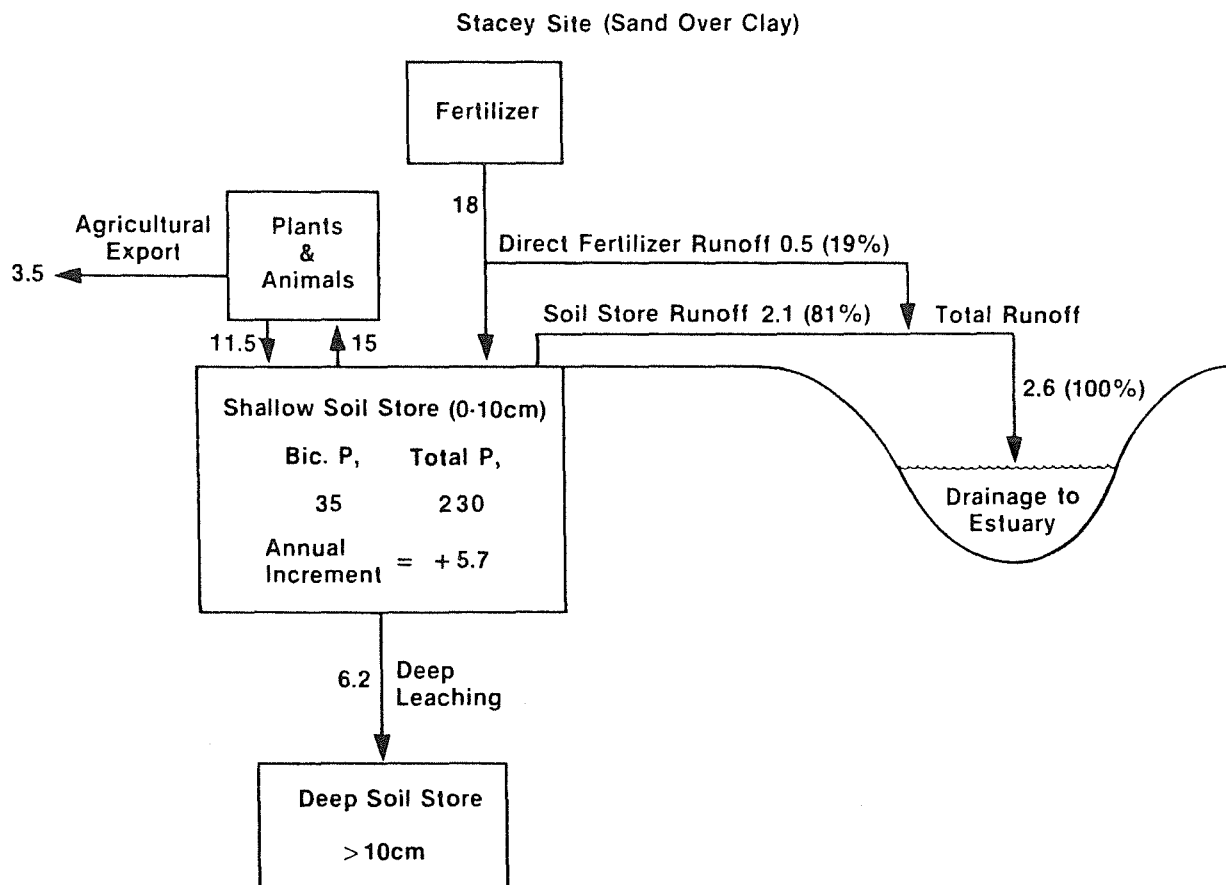 Stacey Site (Sand Over Clay)
Fertilizer
18
Plants
&
Animals
Agricultural
Export
3.5
Direct Fertilizer Runoff 0.5 (19%)
Soil Store Runoff 2.1 (81%)
Total Runoff
11.5
15
2.6 (100%)
Shallow Soil Store (0·10cm)
Bic. P, Total P,
35 230
Annual
Increment = +5.7
Drainage to
Estuary
6.2
Deep
Leaching
Deep Soil Store
>10cm